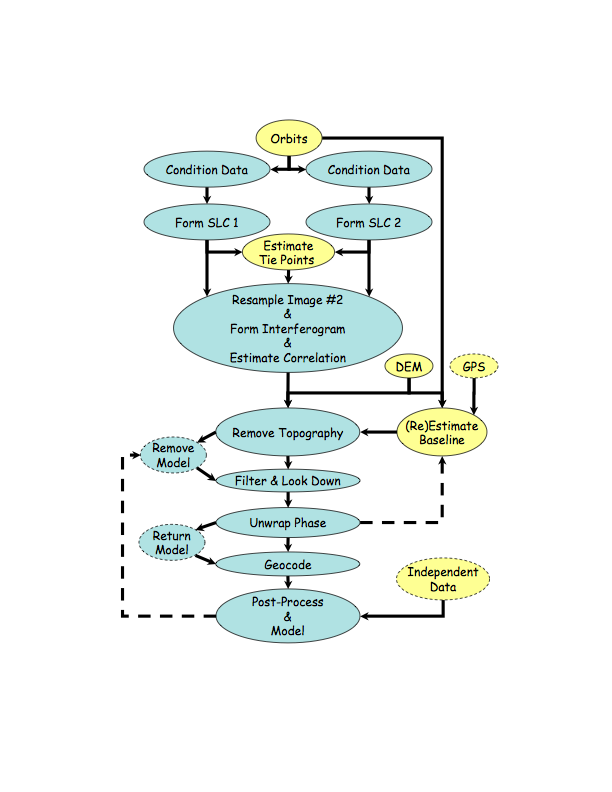 Orbits
Condition Data
Condition Data
Form SLC 1
Form SLC 2
Estimate
Tie Points
Resample Image #2
&
Form Interferogram
&
Estimate Correlation
DEM
GPS
Remove Topography
(Re)Estimate
Baseline
Remove
Model
Filter & Look Down
Unwrap Phase
Return
Model
Geocode
Independent
Data
Post-Process
&
Model